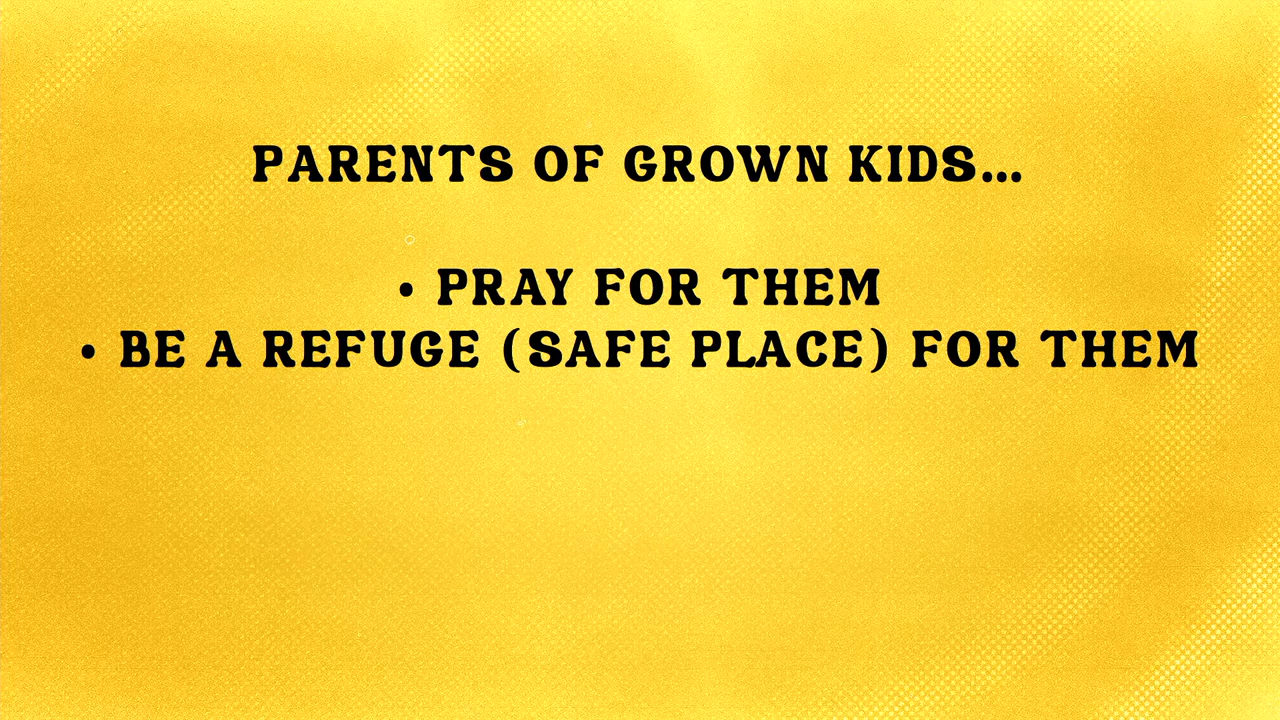 PARENTS OF GROWN KIDS...
• PRAY FOR THEM
• BE A REFUGE (SAFE PLACE) FOR THEM